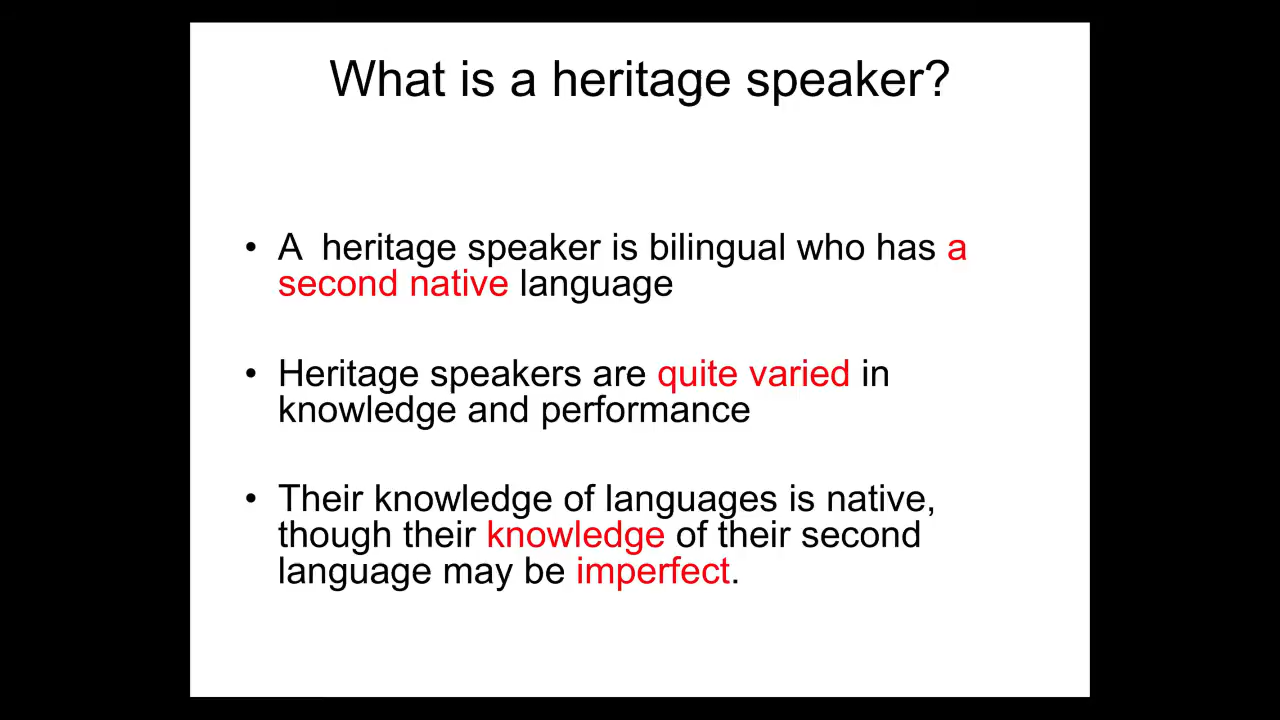 What is a heritage speaker?
• A  heritage speaker is bilingual who has a
second native language
• Heritage speakers are quite varied in
knowledge and performance
• Their knowledge of languages is native,
though their knowledge of their second
language may be imperfect.